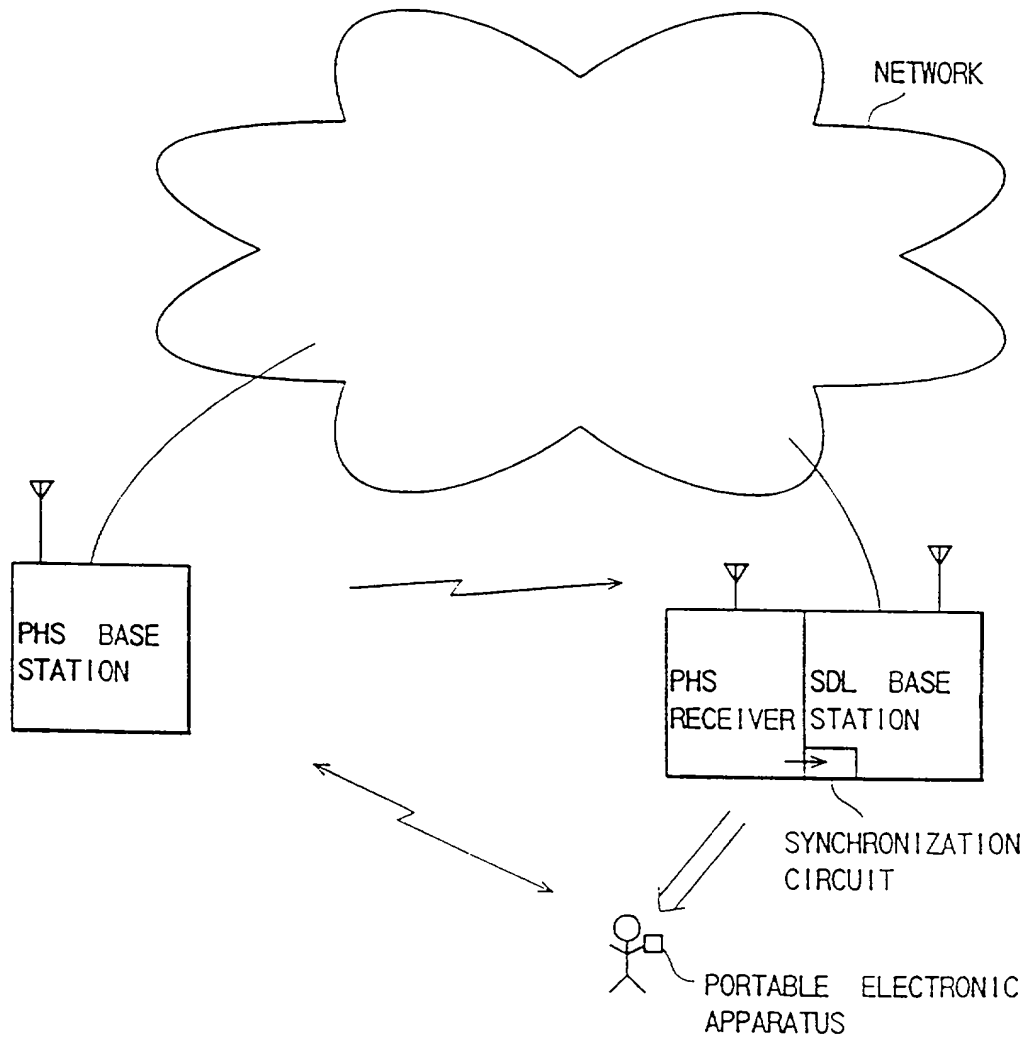 NETWORK
PHS BASE
STATION
PHS
RECEIVER
SDL BASE
STATION
SYNCHRONIZATION
CIRCUIT
PORTABLE ELECTRONIC
APPARATUS